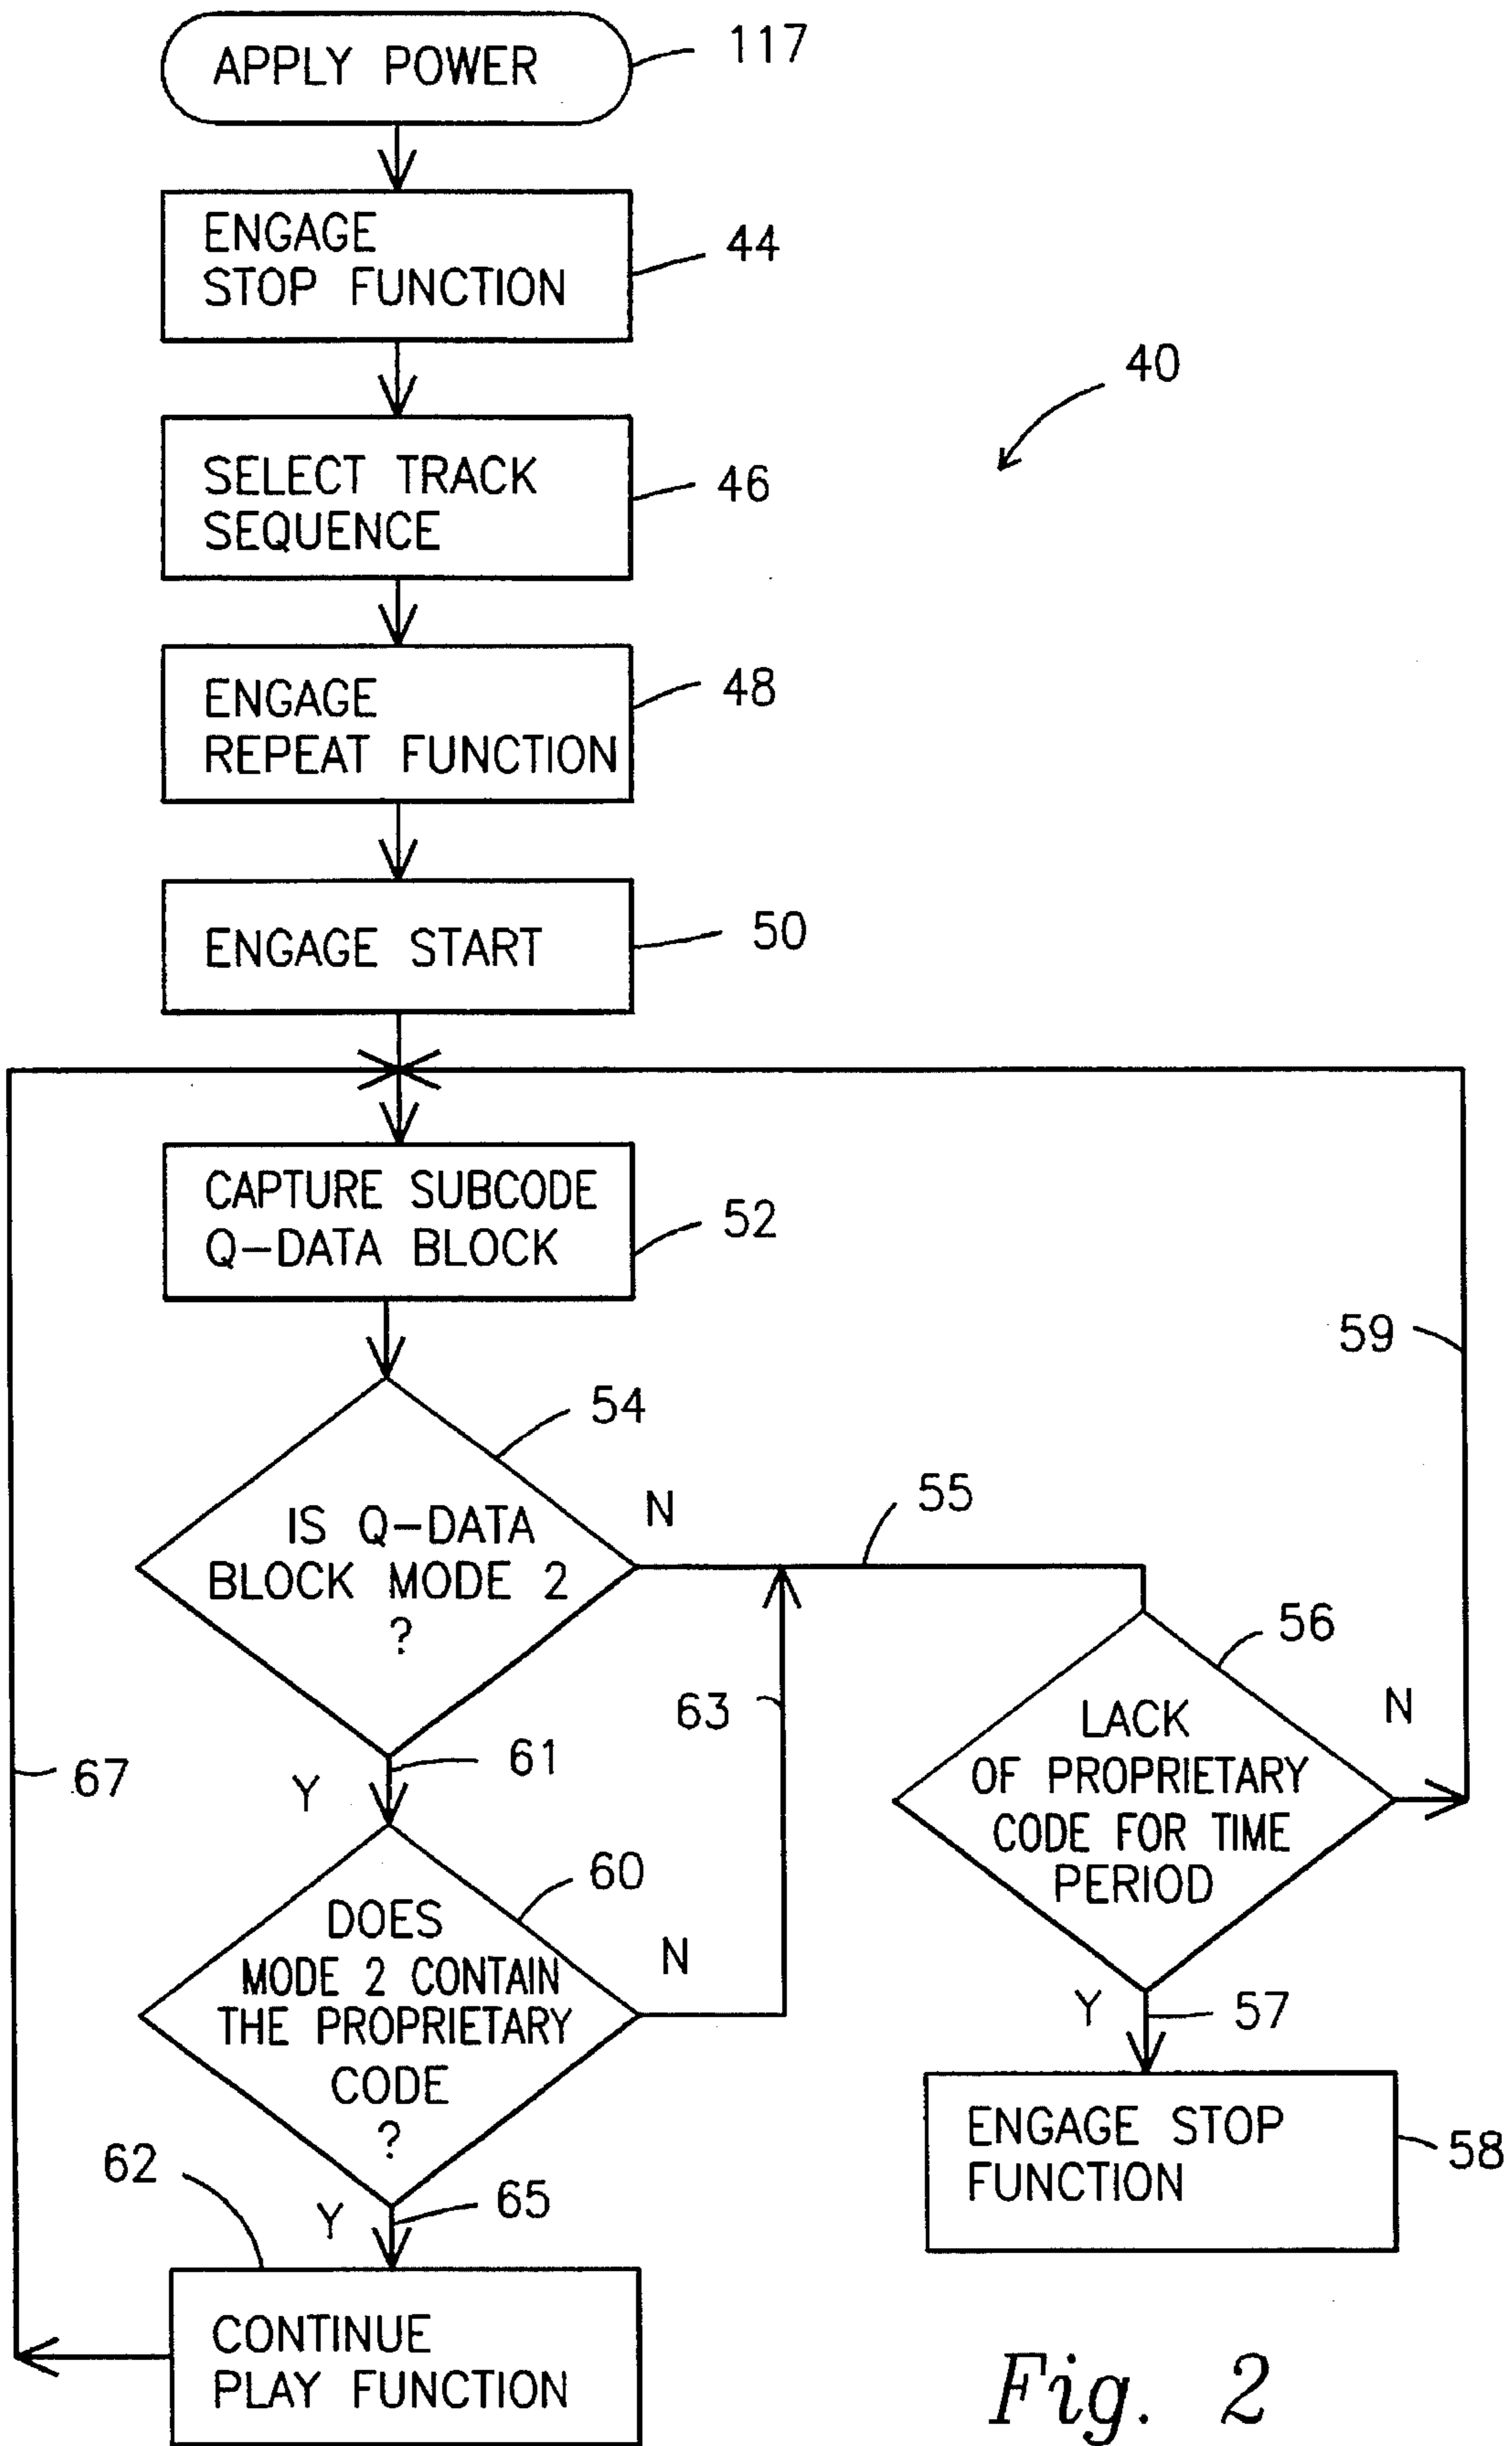 APPLY POWER
117
ENGAGE
STOP FUNCTION
44
40
SELECT TRACK
SEQUENCE
46
ENGAGE
REPEAT FUNCTION
48
ENGAGE START
50
CAPTURE SUBCODE
Q-DATA BLOCK
52
59
54
IS Q-DATA
BLOCK MODE 2
?
N
55
56
LACK
OF PROPRIETARY
CODE FOR TIME
PERIOD
N
63
67
Y
61
60
DOES
MODE 2 CONTAIN
THE PROPRIETARY
CODE
?
N
Y
57
ENGAGE STOP
FUNCTION
58
62
Y
65
CONTINUE
PLAY FUNCTION
Fig. 2